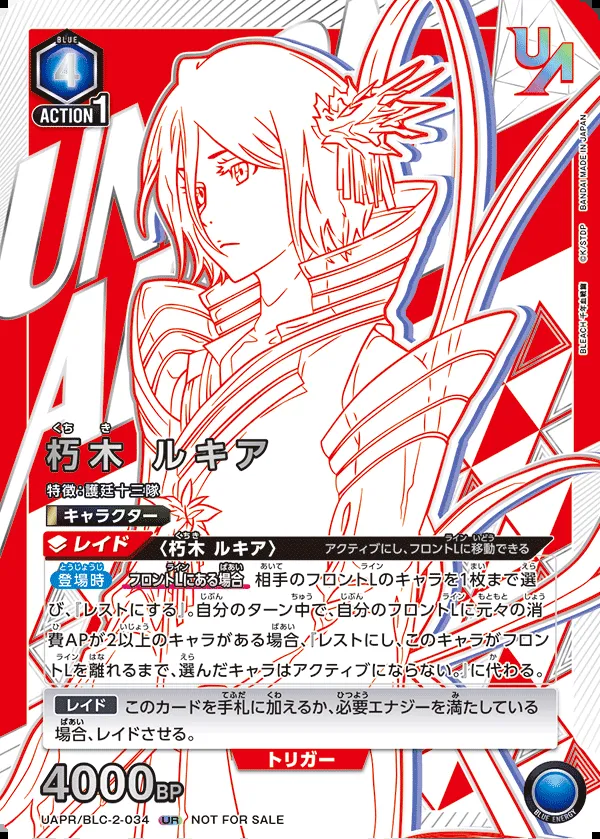 BLUE
4
ACTION1
UA
UN
A
BANDAI MADE IN JAPAN
©K/STDP
BLEACH 千年血戦篇
くちき
朽木 ルキア
特徴:護廷十三隊
キャラクター
レイド 〈朽木 ルキア〉 アクティブにし、フロントLに移動できる
登場時 フロントLにある場合 相手のフロントLのキャラを1枚まで選
び、『レストにする』。自分のターン中で、自分のフロントLに元々の消
費APが2以上のキャラがある場合、『レストにし、このキャラがフロン
トLを離れるまで、選んだキャラはアクティブにならない。』に代わる。
レイド このカードを手札に加えるか、必要エナジーを満たしている
場合、レイドさせる。
トリガー
4000BP
BLUE ENERGY
UAPR/BLC-2-034 UR NOT FOR SALE